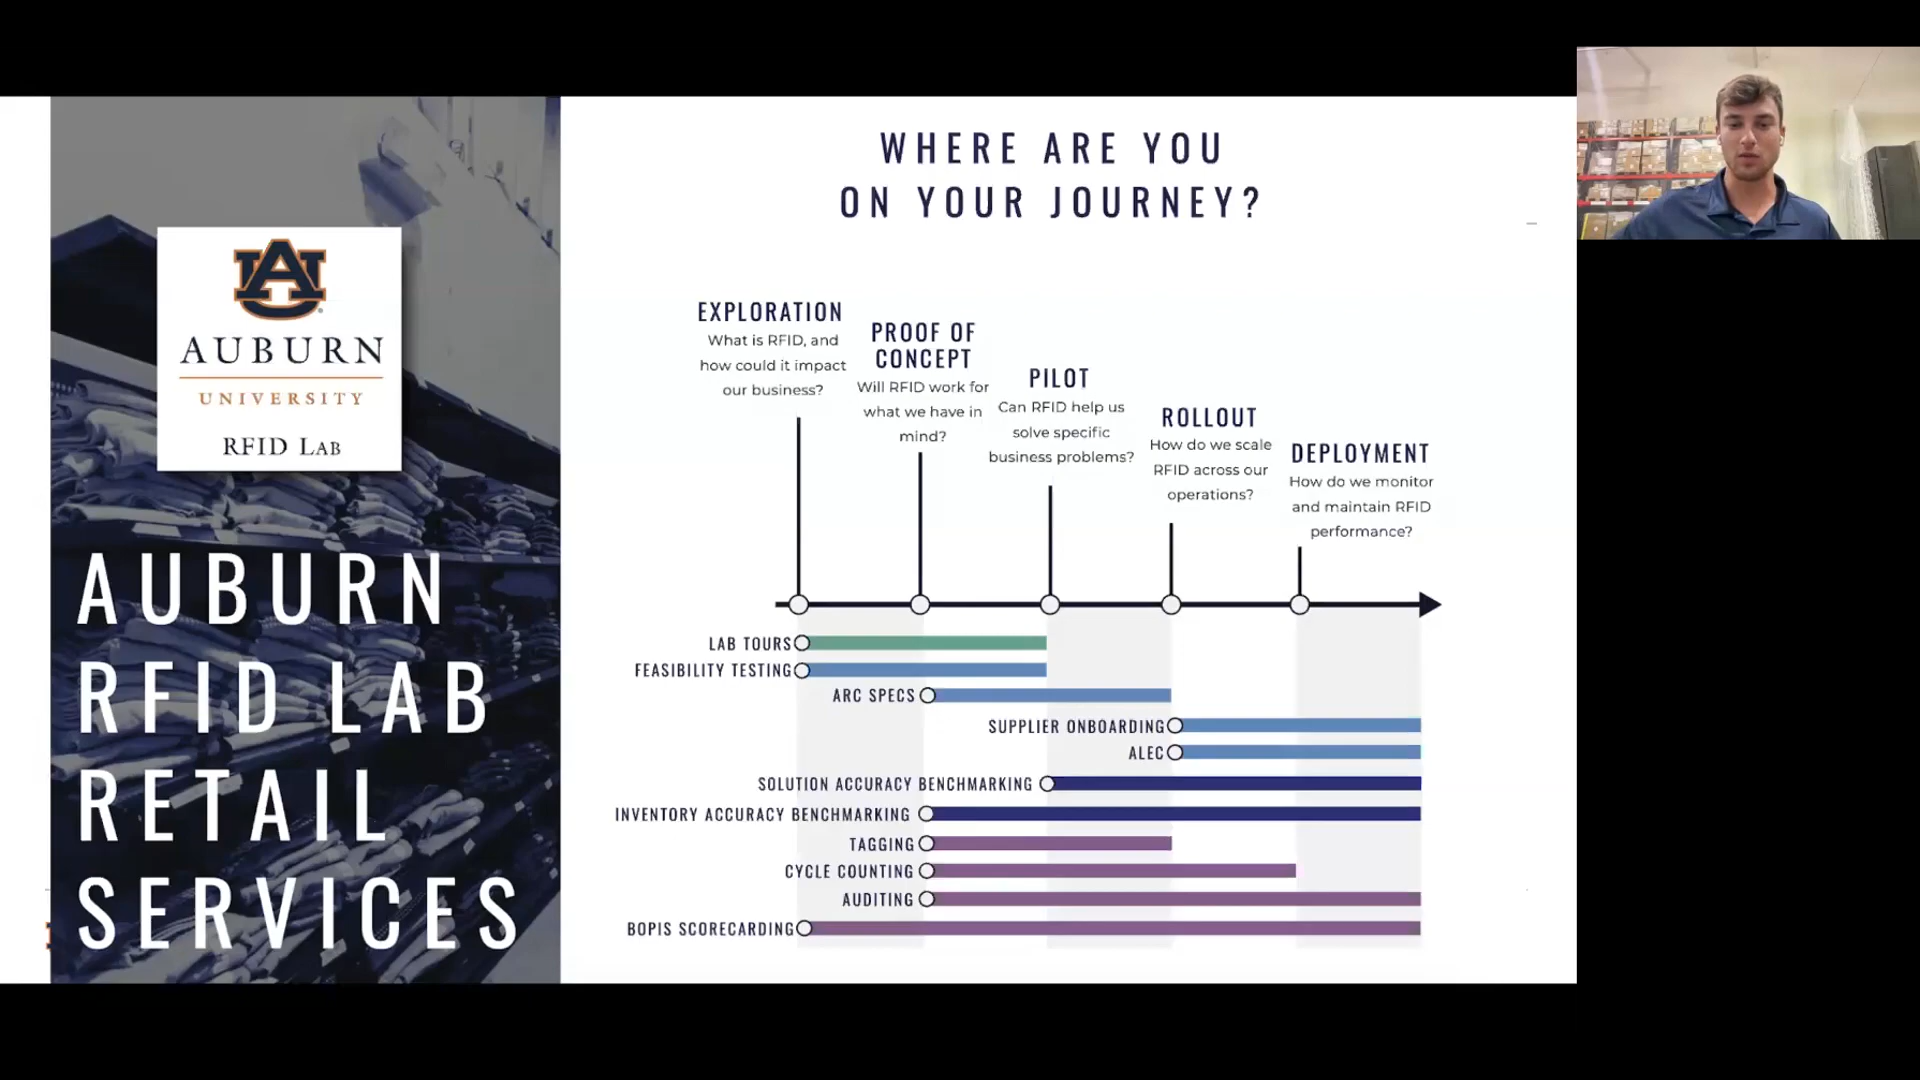 AUBURN
UNIVERSITY
RFID LAB
AUBURN
RFID LAB
RETAIL
SERVICES
WHERE ARE YOU
ON YOUR JOURNEY?
EXPLORATION
What is RFID, and
how could it impact
our business?
PROOF OF
CONCEPT
Will RFID work for
what we have in
mind?
PILOT
Can RFID help us
solve specific
business problems?
ROLLOUT
How do we scale
RFID across our
operations?
DEPLOYMENT
How do we monitor
and maintain RFID
performance?
LAB TOURS
FEASIBILITY TESTING
ARC SPECS
SUPPLIER ONBOARDING
ALEC
SOLUTION ACCURACY BENCHMARKING
INVENTORY ACCURACY BENCHMARKING
TAGGING
CYCLE COUNTING
AUDITING
BOPIS SCORECARDING